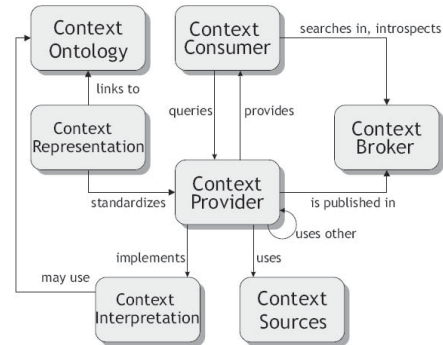 Context
Ontology
Context
Consumer
searches in, introspects
links to
queries
provides
Context
Representation
Context
Broker
standardizes
Context
Provider
is published in
uses other
implements
uses
may use
Context
Interpretation
Context
Sources